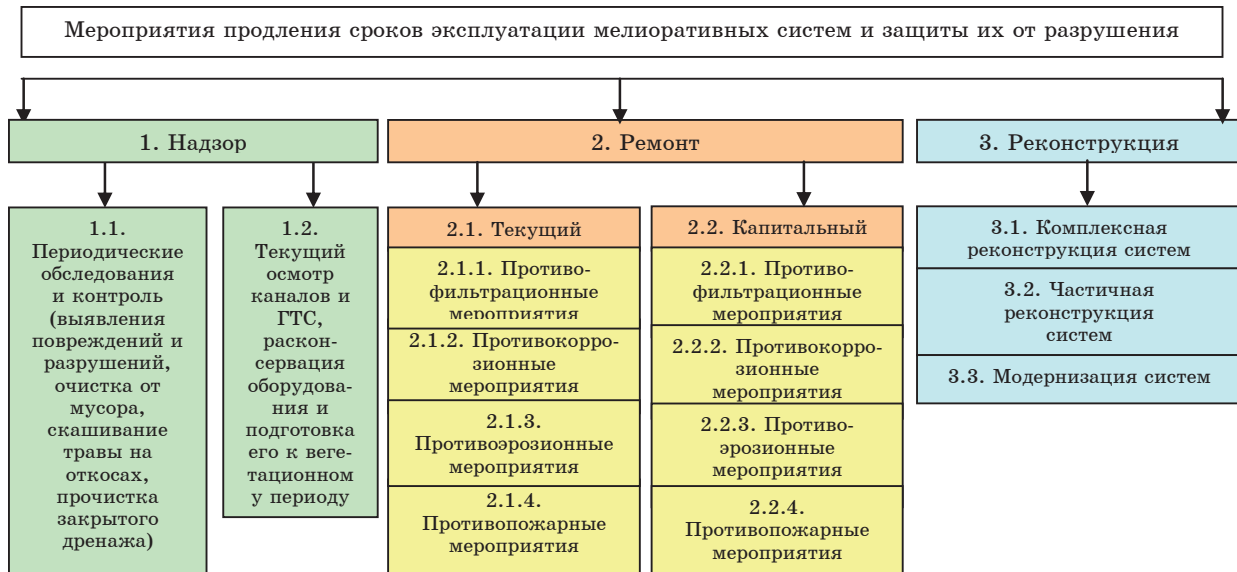 Мероприятия продления сроков эксплуатации мелиоративных систем и защиты их от разрушения
1. Надзор
2. Ремонт
3. Реконструкция
1.1.
Периодические
обследования
и контроль
(выявления
повреждений и
разрушений,
очистка от
мусора,
скашивание
травы на
откосах,
прочистка
закрытого
дренажа)
1.2.
Текущий
осмотр
каналов и
ГТС,
раскон-
сервация
оборудова-
ния и
подготовка
его к веге-
тационном
у периоду
2.1. Текущий
2.1.1. Противо-
фильтрационные
мероприятия
2.1.2. Противокорро-
зионные
мероприятия
2.1.3.
Противоэрозионные
мероприятия
2.1.4.
Противопожарные
мероприятия
2.2. Капитальный
2.2.1. Противо-
фильтрационные
мероприятия
2.2.2. Противокорро-
зионные
мероприятия
2.2.3. Противо-
эрозионные
мероприятия
2.2.4.
Противопожарные
мероприятия
3.1. Комплексная
реконструкция систем
3.2. Частичная
реконструкция
систем
3.3. Модернизация систем